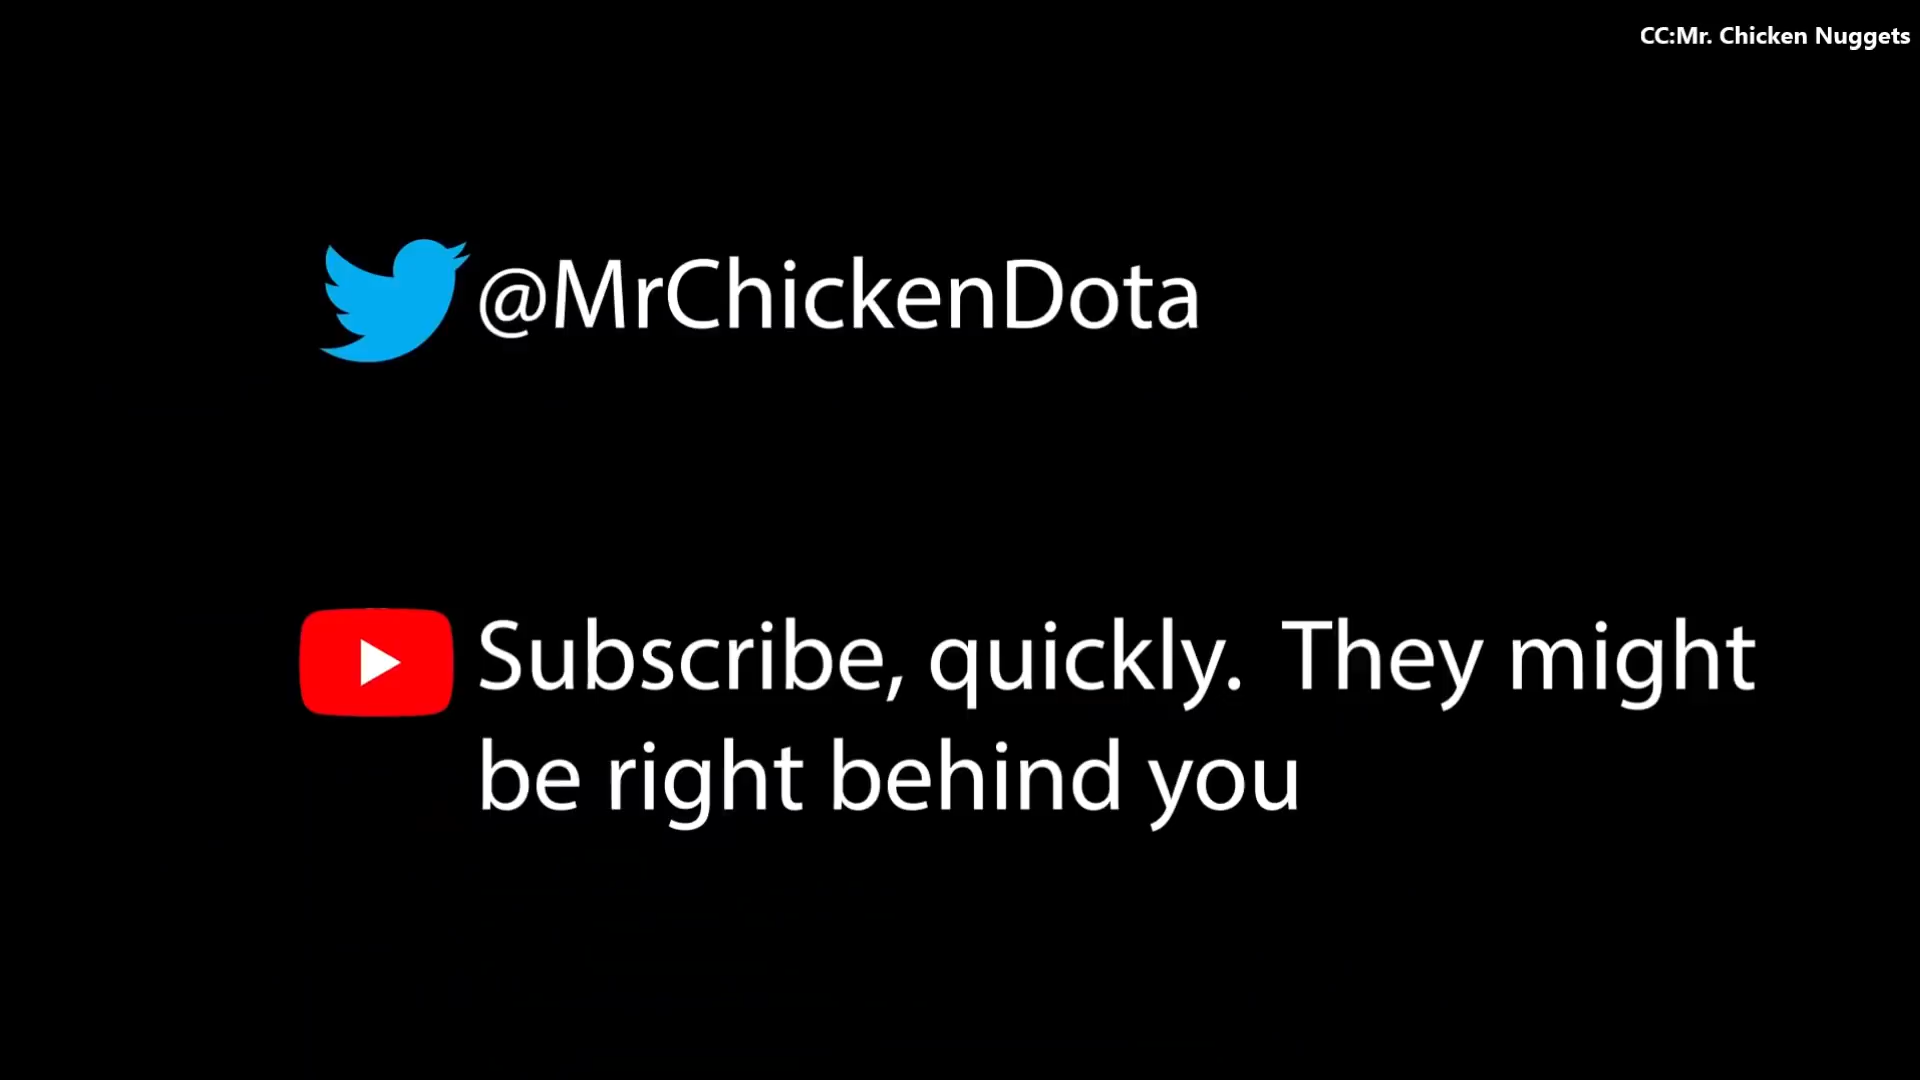 CC:Mr. Chicken Nuggets
@MrChickenDota
Subscribe, quickly.  They might
be right behind you